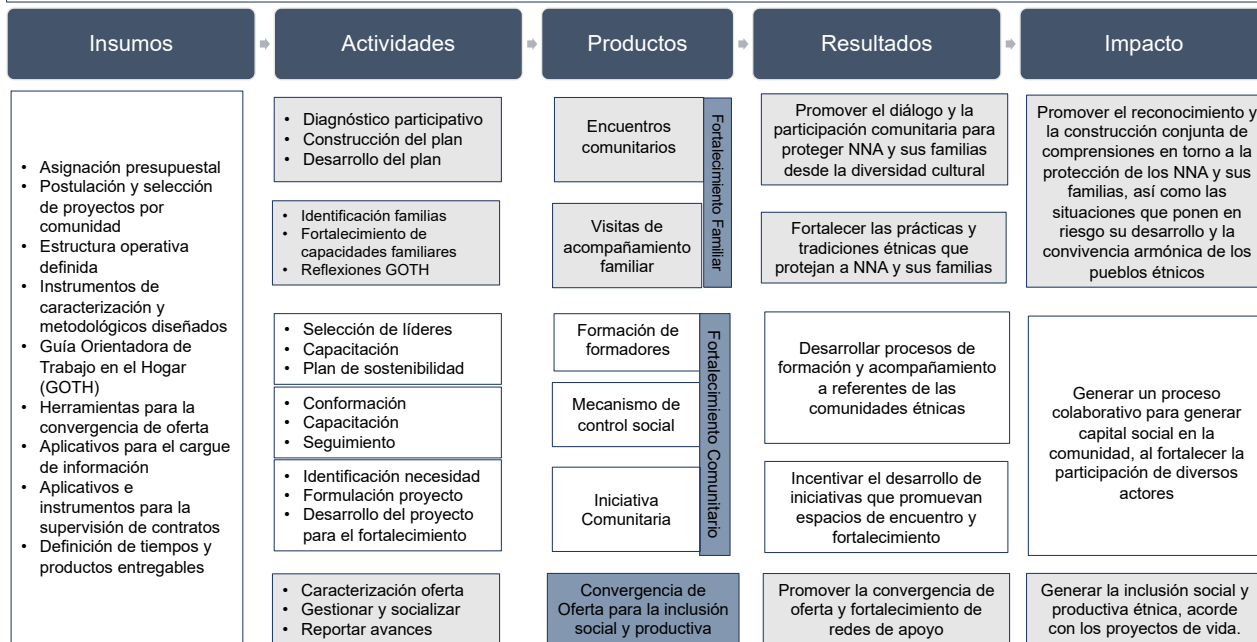 Insumos
Actividades
Productos
Resultados
Impacto
• Asignación presupuestal
• Postulación y selección
de proyectos por
comunidad
• Estructura operativa
definida
• Instrumentos de
caracterización y
metodológicos diseñados
• Guía Orientadora de
Trabajo en el Hogar
(GOTH)
• Herramientas para la
convergencia de oferta
• Aplicativos para el cargue
de información
• Aplicativos e
instrumentos para la
supervisión de contratos
• Definición de tiempos y
productos entregables
• Diagnóstico participativo
• Construcción del plan
• Desarrollo del plan
• Identificación familias
• Fortalecimiento de
capacidades familiares
• Reflexiones GOTH
• Selección de líderes
• Capacitación
• Plan de sostenibilidad
• Conformación
• Capacitación
• Seguimiento
• Identificación necesidad
• Formulación proyecto
• Desarrollo del proyecto
para el fortalecimiento
• Caracterización oferta
• Gestionar y socializar
• Reportar avances
Encuentros
comunitarios
Visitas de
acompañamiento
familiar
Fortalecimiento Familiar
Formación de
formadores
Mecanismo de
control social
Iniciativa
Comunitaria
Fortalecimiento Comunitario
Convergencia de
Oferta para la inclusión
social y productiva
Promover el diálogo y la
participación comunitaria para
proteger NNA y sus familias
desde la diversidad cultural
Fortalecer las prácticas y
tradiciones étnicas que
protejan a NNA y sus familias
Desarrollar procesos de
formación y acompañamiento
a referentes de las
comunidades étnicas
Incentivar el desarrollo de
iniciativas que promuevan
espacios de encuentro y
fortalecimiento
Promover la convergencia de
oferta y fortalecimiento de
redes de apoyo
Promover el reconocimiento y
la construcción conjunta de
comprensiones en torno a la
protección de los NNA y sus
familias, así como las
situaciones que ponen en
riesgo su desarrollo y la
convivencia armónica de los
pueblos étnicos
Generar un proceso
colaborativo para generar
capital social en la
comunidad, al fortalecer la
participación de diversos
actores
Generar la inclusión social y
productiva étnica, acorde
con los proyectos de vida.